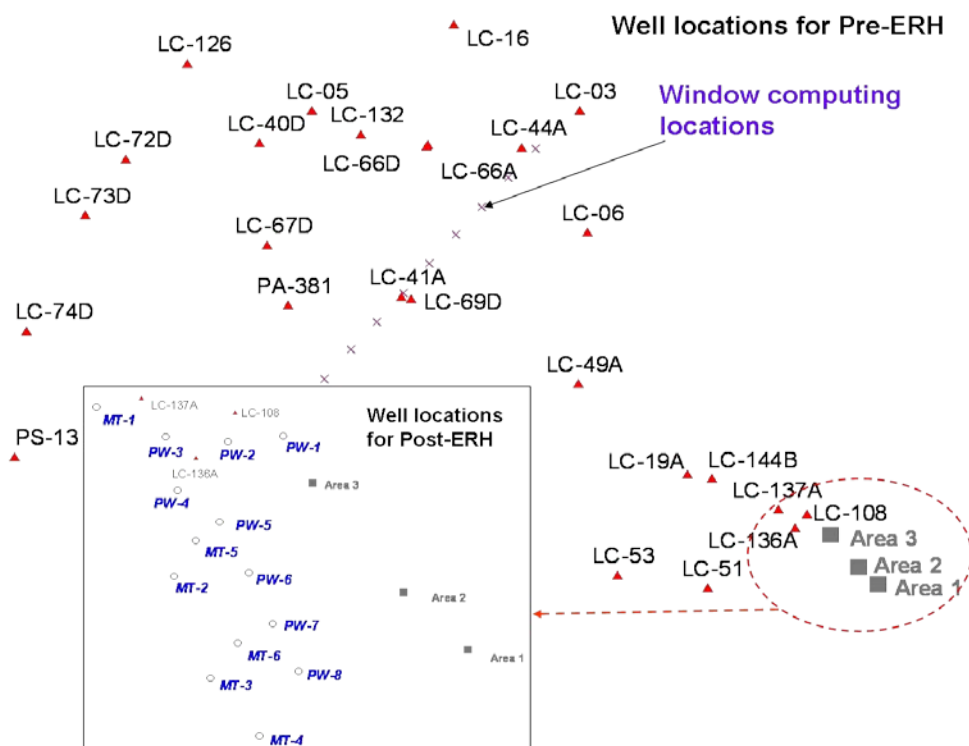 LC-16
Well locations for Pre-ERH
LC-126
LC-05
LC-03
Window computing
locations
LC-40D
LC-132
LC-44A
LC-72D
LC-66D
LC-66A
LC-73D
LC-06
LC-67D
PA-381
LC-41A
LC-69D
LC-74D
LC-49A
PS-13
LC-19A
LC-144B
LC-137A
LC-108
LC-136A
Area 3
LC-53
LC-51
Area 2
Area 1
LC-137A
LC-108
Well locations
for Post-ERH
MT-1
PW-3
PW-2
PW-1
LC-136A
Area 3
PW-4
PW-5
MT-5
MT-2
PW-6
Area 2
PW-7
MT-6
Area 1
MT-3
PW-8
MT-4